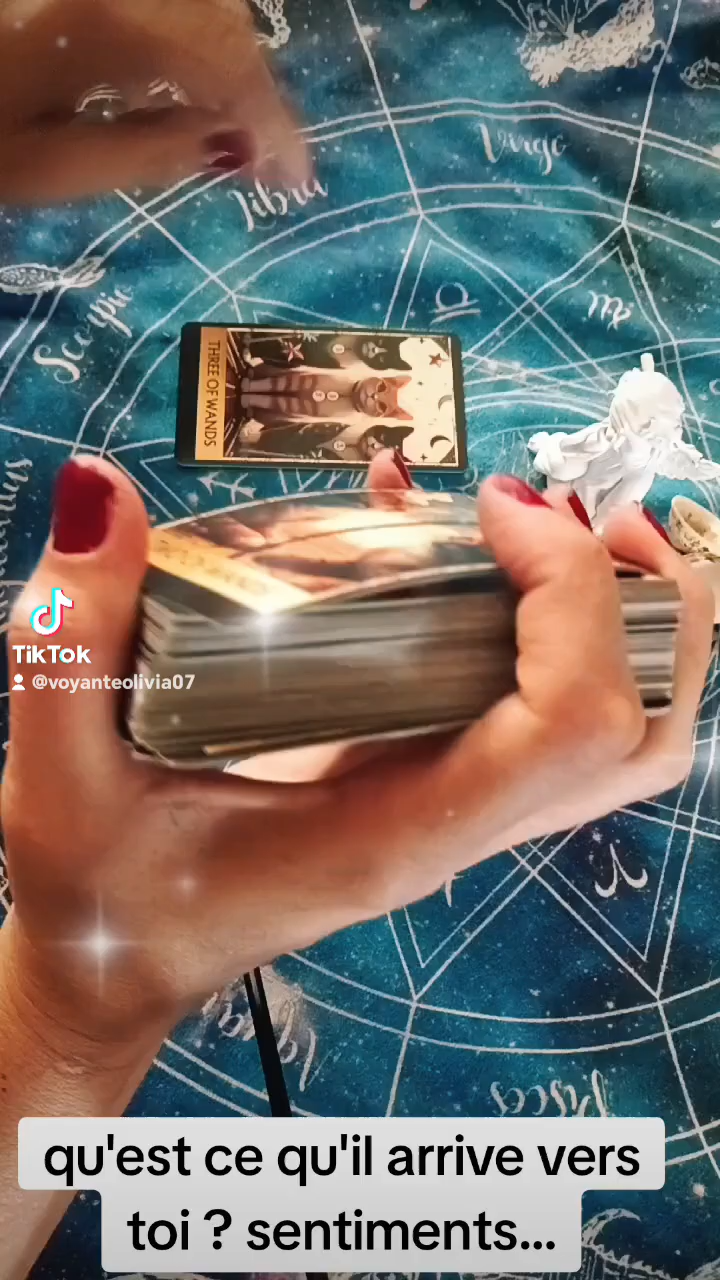 Virgo
Libra
Scorpio
THREE OF WANDS
TikTok
@voyanteolivia07
Pisces
qu'est ce qu'il arrive vers
toi ? sentiments...